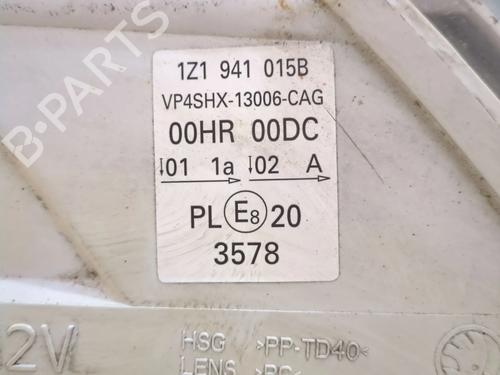 1Z1 941 015B
VP4SHX-13006-CAG
00HR 00DC
↓01 1a ↓02 A
PL E8 20
3578
2V HSG >PP-TD40<
LENS >PC<